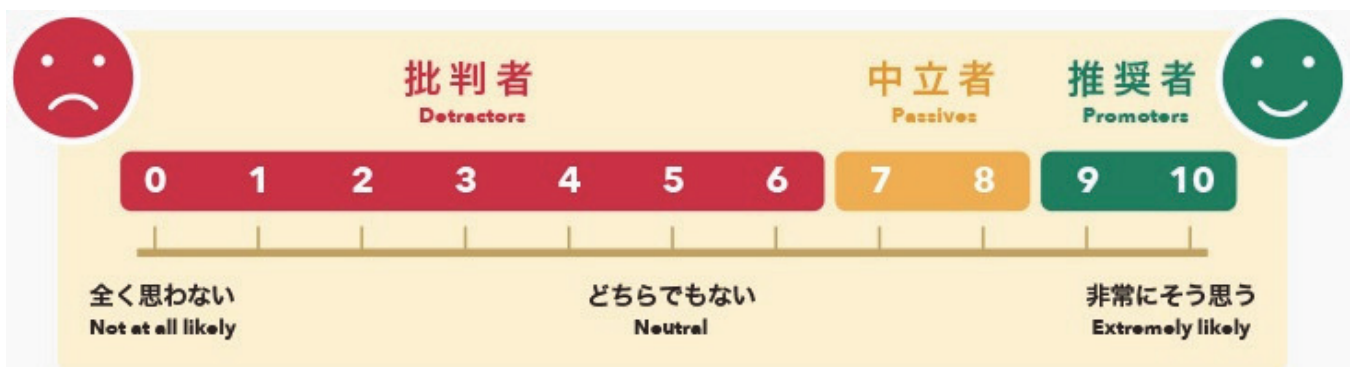 批判者 中立者 推奨者
Detractors Passives Promoters
0 1 2 3 4 5 6 7 8 9 10
全く思わない どちらでもない 非常にそう思う
Not at all likely Neutral Extremely likely